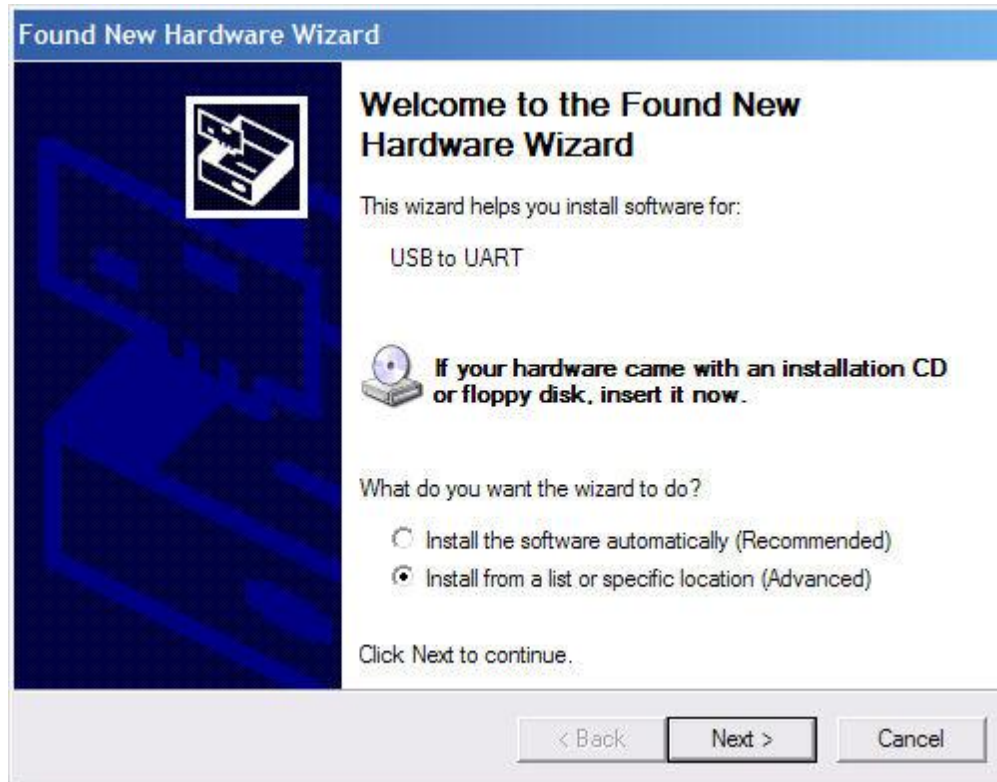 Found New Hardware Wizard
Welcome to the Found New
Hardware Wizard
This wizard helps you install software for:
USB to UART
If your hardware came with an installation CD
or floppy disk, insert it now.
What do you want the wizard to do?
Install the software automatically (Recommended)
Install from a list or specific location (Advanced)
Click Next to continue.
< Back
Next >
Cancel